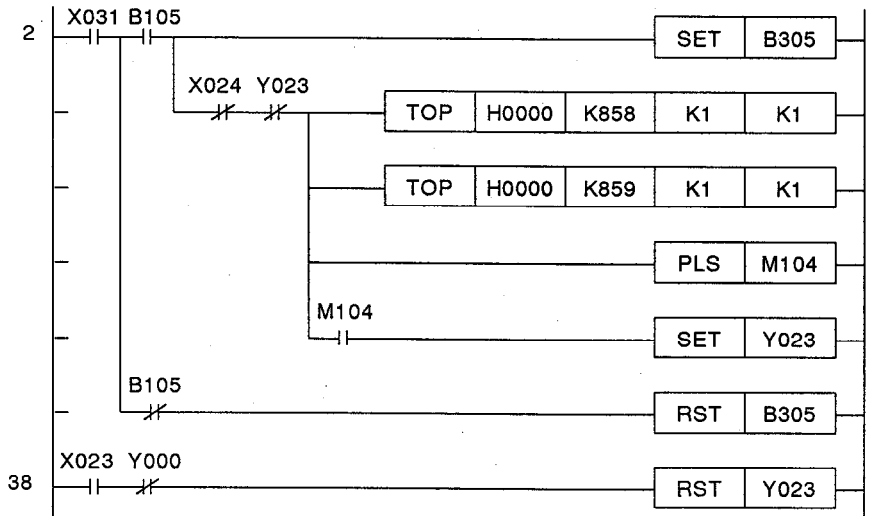 X031 B105
2 SET B305
X024 Y023
TOP H0000 K858 K1 K1
TOP H0000 K859 K1 K1
PLS M104
M104
SET Y023
B105
RST B305
X023 Y000
38 RST Y023